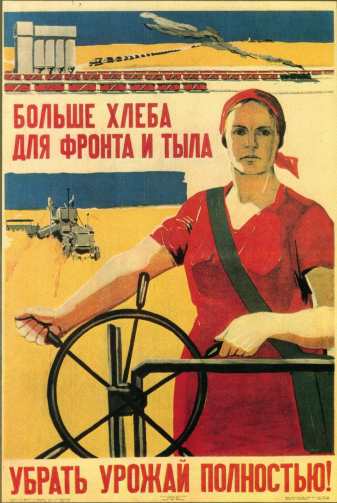 БОЛЬШЕ ХЛЕБА
ДЛЯ ФРОНТА И ТЫЛА
УБРАТЬ УРОЖАЙ ПОЛНОСТЬЮ!